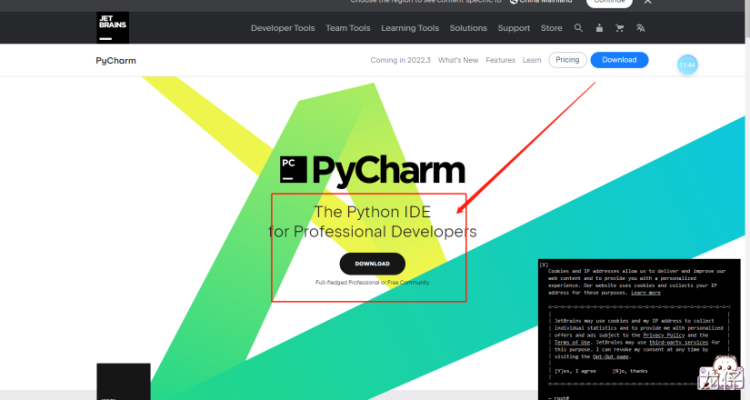 Choose the region to see content specific to China Mainland Continue
JET
BRAINS
Developer Tools Team Tools Learning Tools Solutions Support Store
PyCharm
Coming in 2022.3 What's New Features Learn Pricing Download
11:44
PC
PyCharm
The Python IDE
for Professional Developers
DOWNLOAD
Full-fledged Professional or Free Community
[X]
Cookies and IP addresses allow us to deliver and improve our
web content and to provide you with a personalized
experience. Our website uses cookies and collects your IP
address for these purposes. Learn more
JetBrains may use cookies and my IP address to collect
individual statistics and to provide me with personalized
offers and ads subject to the Privacy Policy and the
Terms of Use. JetBrains may use third-party services for
this purpose. I can revoke my consent at any time by
visiting the Opt-Out page.
[Y]es, I agree [N]o, thanks
~ root#